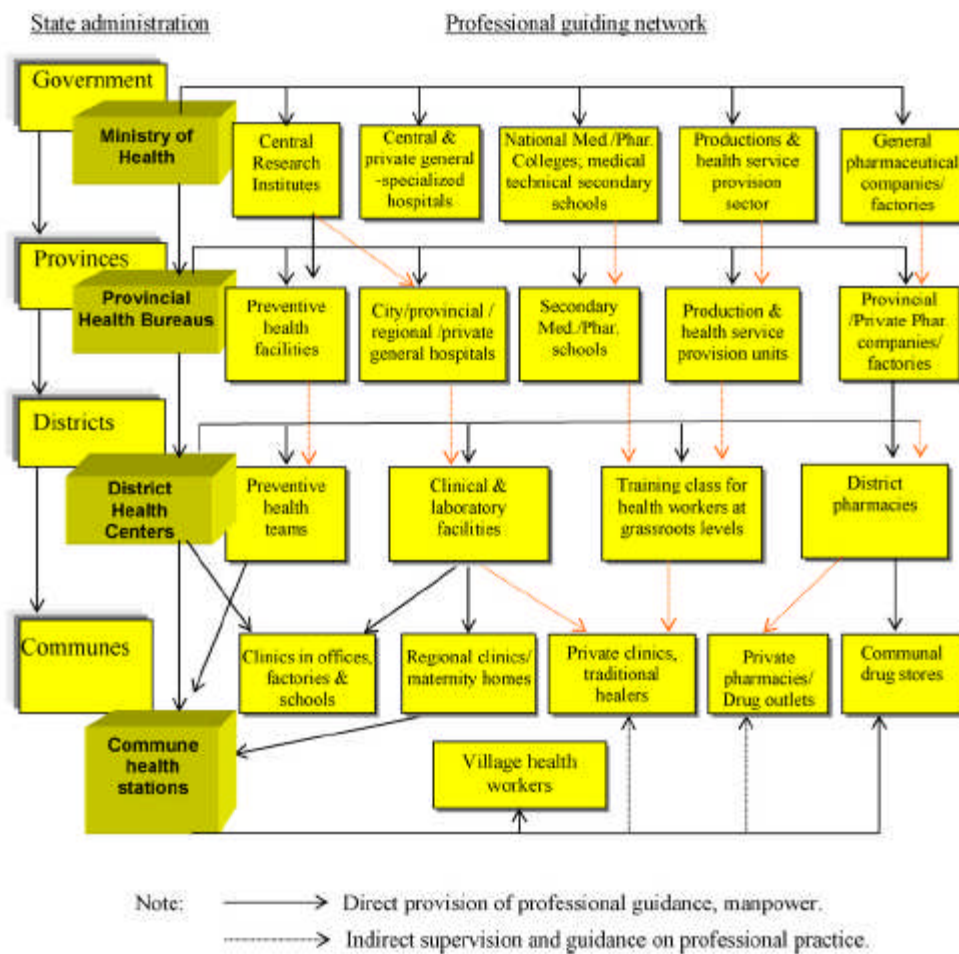 State administration
Professional guiding network
Government
Ministry of
Health
Central
Research
Institutes
Central &
private general
-specialized
hospitals
National Med./Phar.
Colleges; medical
technical secondary
schools
Productions &
health service
provision
sector
General
pharmaceutical
companies/
factories
Provinces
Provincial
Health Bureaus
Preventive
health
facilities
City/provincial /
regional /private
general hospitals
Secondary
Med./Phar.
schools
Production &
health service
provision units
Provincial
/Private Phar.
companies/
factories
Districts
District
Health
Centers
Preventive
health
teams
Clinical &
laboratory
facilities
Training class for
health workers at
grassroots levels
District
pharmacies
Communes
Clinics in offices,
factories &
schools
Regional clinics/
maternity homes
Private clinics,
traditional
healers
Private
pharmacies/
Drug outlets
Communal
drug stores
Commune
health
stations
Village health
workers
Note:
Direct provision of professional guidance, manpower.
Indirect supervision and guidance on professional practice.